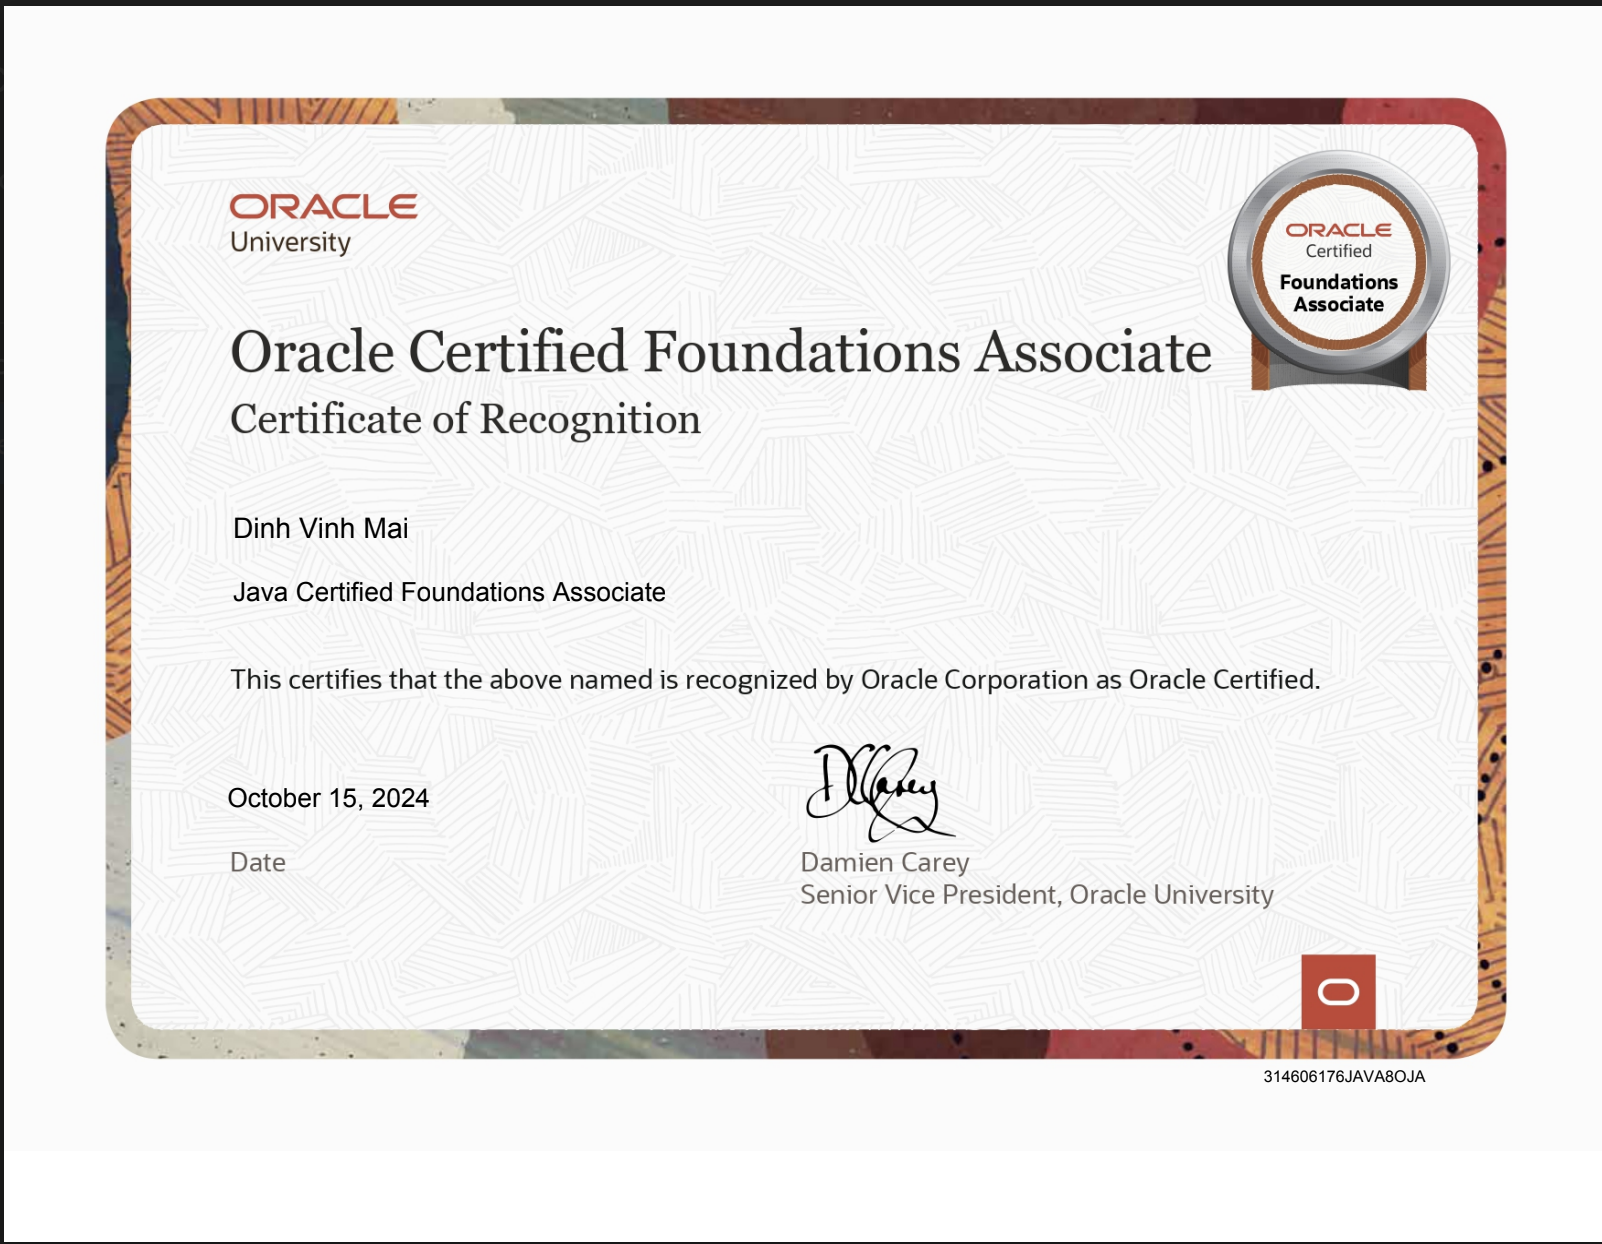 ORACLE
University
ORACLE
Certified
Foundations
Associate
Oracle Certified Foundations Associate
Certificate of Recognition
Dinh Vinh Mai
Java Certified Foundations Associate
This certifies that the above named is recognized by Oracle Corporation as Oracle Certified.
October 15, 2024
DCCarey
Date
Damien Carey
Senior Vice President, Oracle University
314606176JAVA8OJA